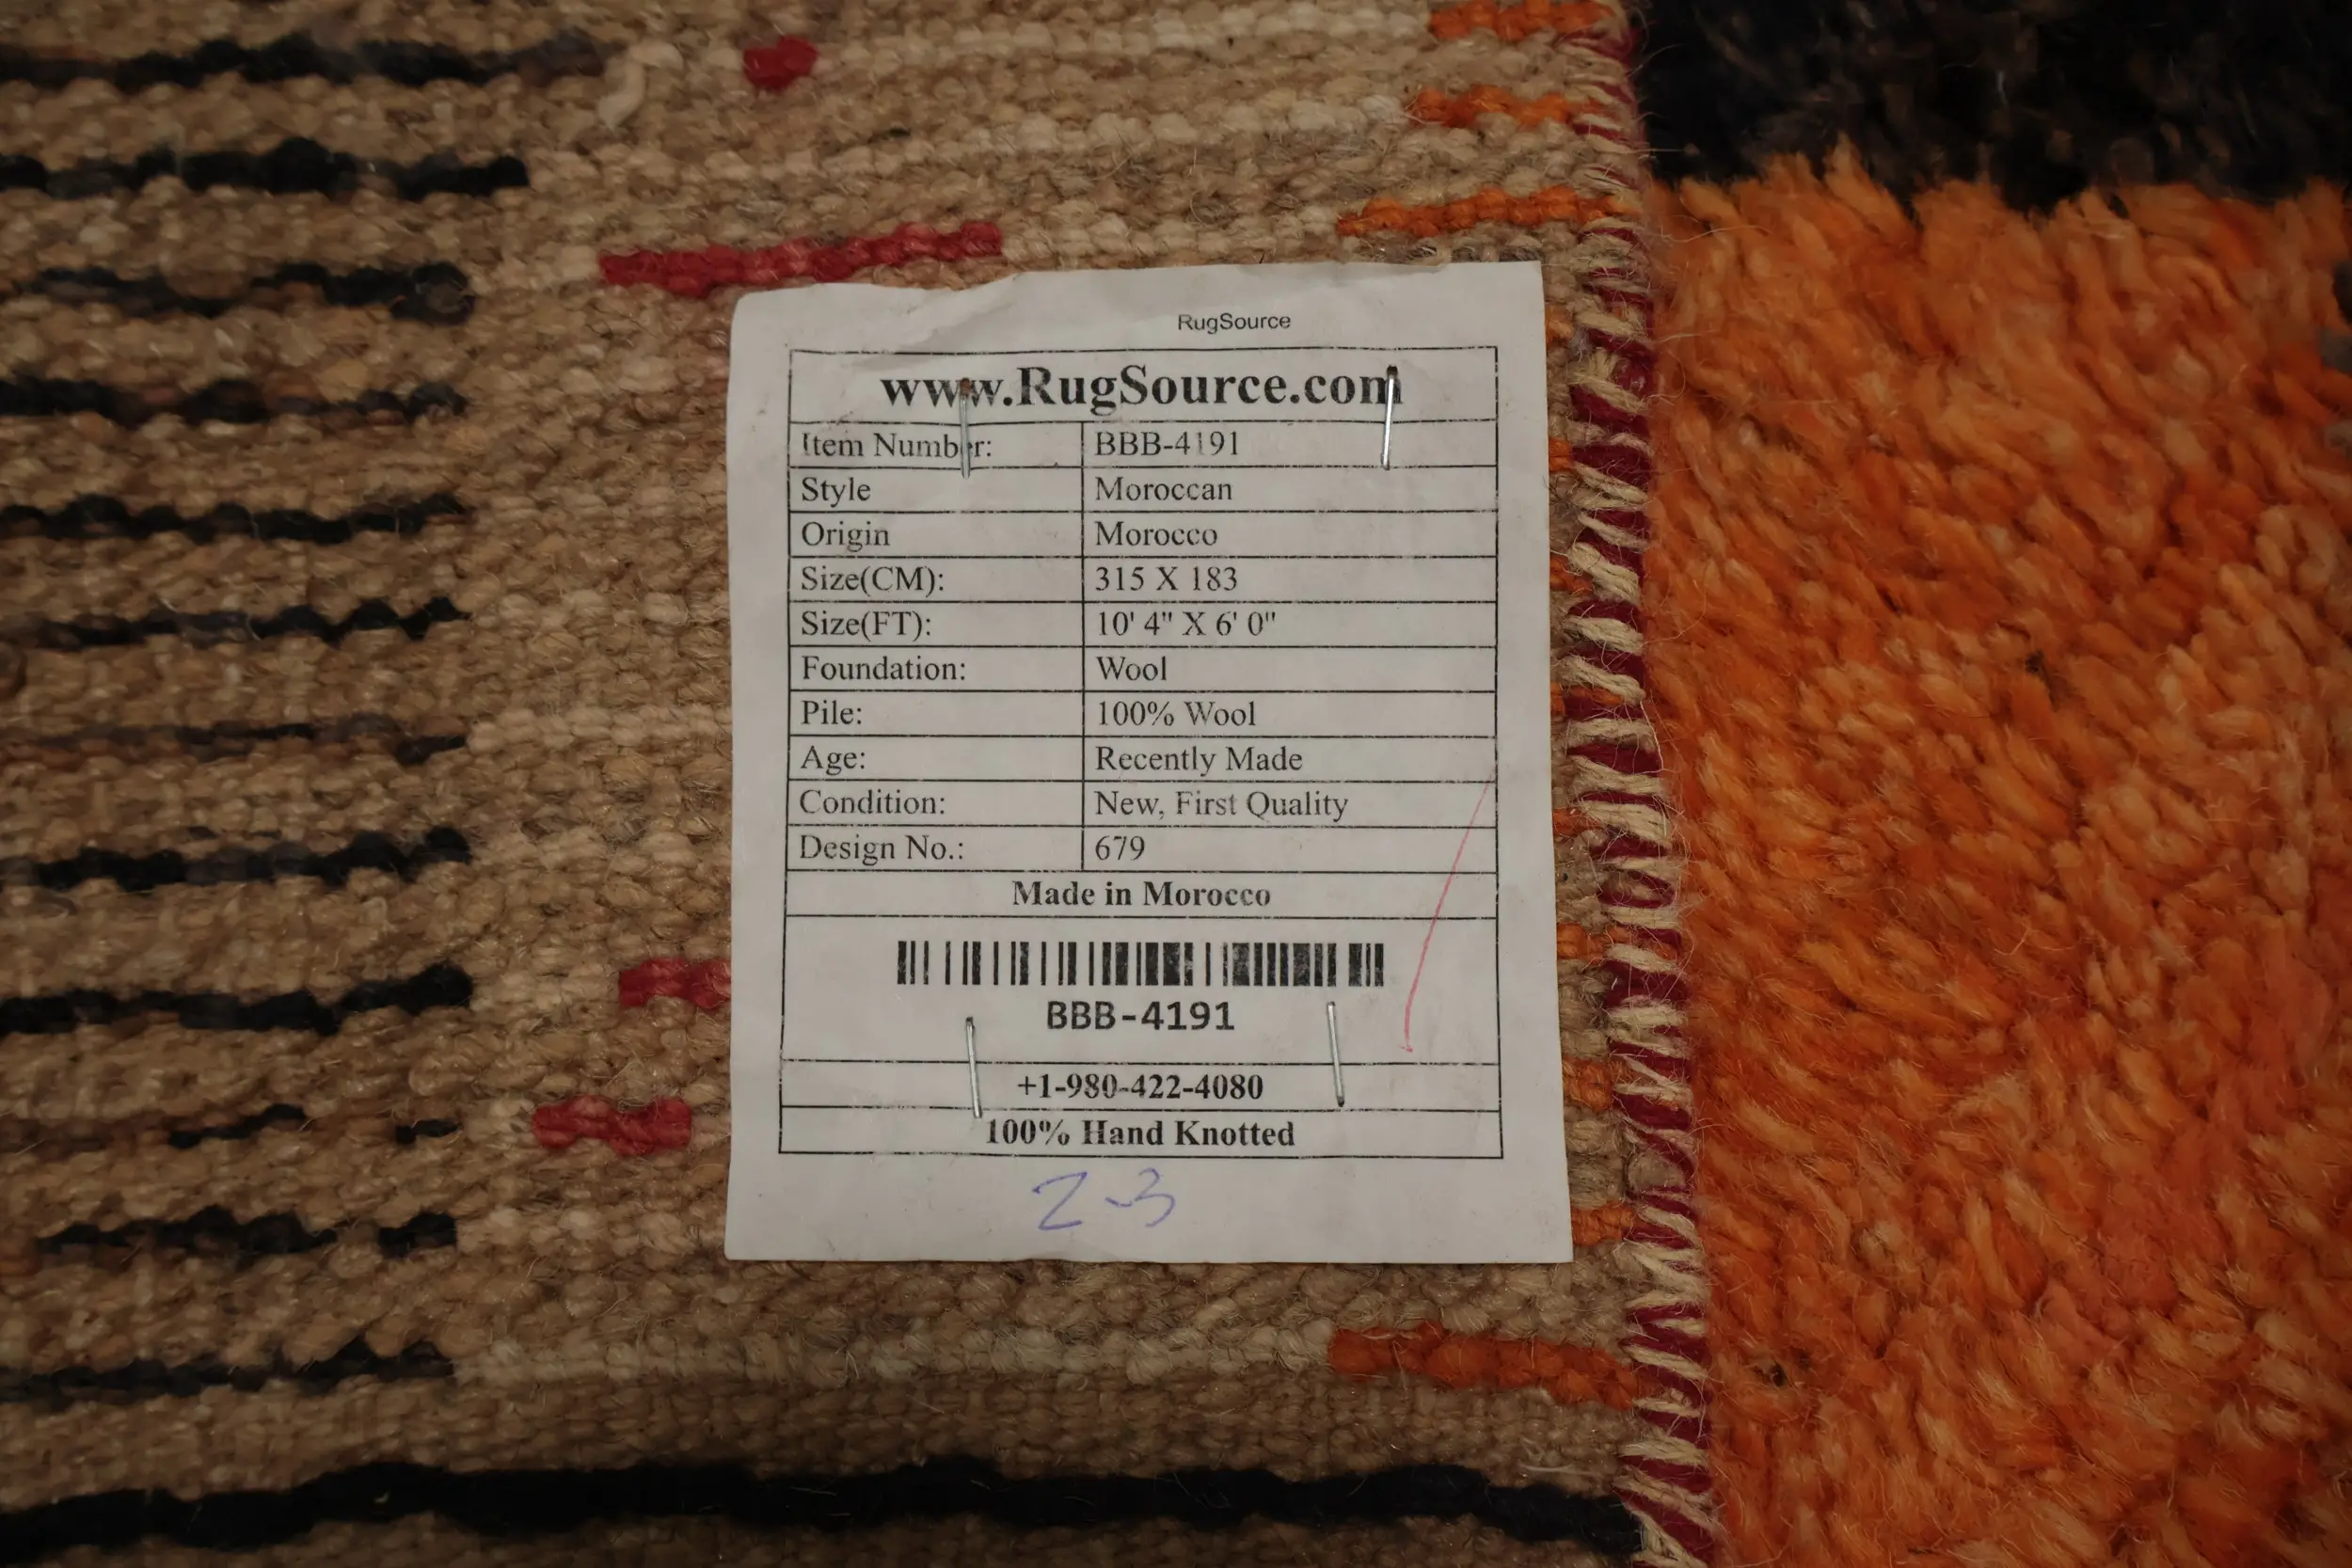 RugSource
www.RugSource.com
Item Number: BBB-4191
Style Moroccan
Origin Morocco
Size(CM): 315 X 183
Size(FT): 10' 4" X 6' 0"
Foundation: Wool
Pile: 100% Wool
Age: Recently Made
Condition: New, First Quality
Design No.: 679
Made in Morocco
BBB-4191
+1-980-422-4080
100% Hand Knotted
2-3